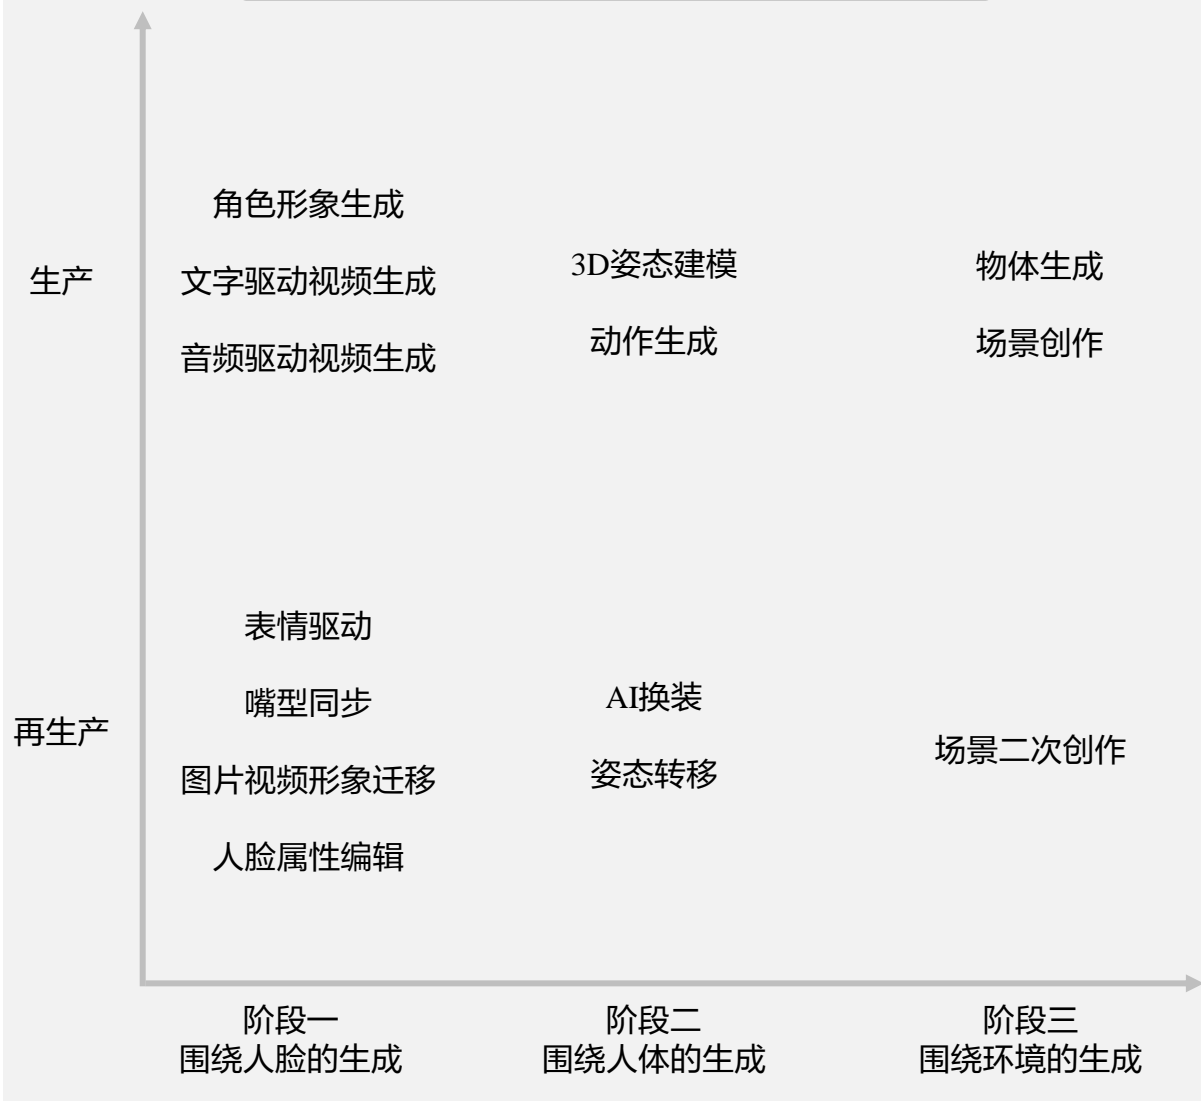 生产
角色形象生成
文字驱动视频生成
音频驱动视频生成
3D姿态建模
动作生成
物体生成
场景创作
再生产
表情驱动
嘴型同步
图片视频形象迁移
人脸属性编辑
AI换装
姿态转移
场景二次创作
阶段一
围绕人脸的生成
阶段二
围绕人体的生成
阶段三
围绕环境的生成